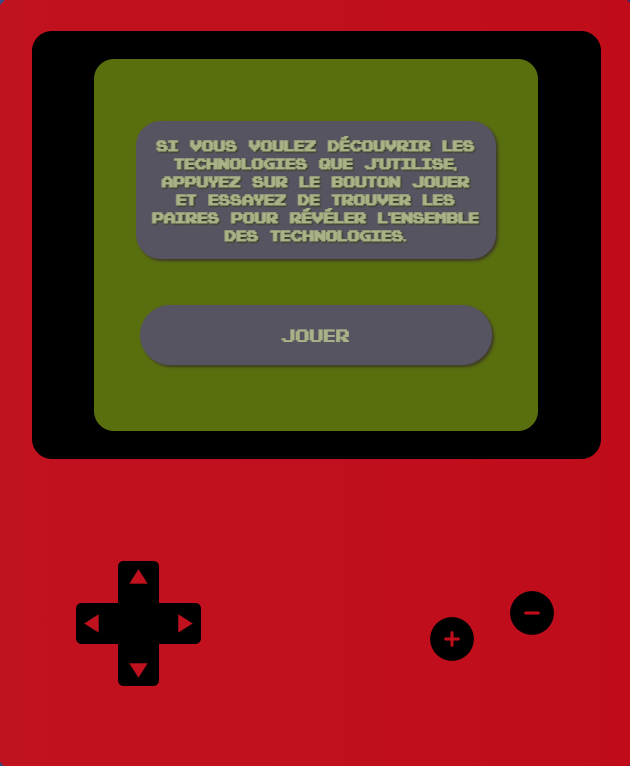 SI VOUS VOULEZ DÉCOUVRIR LES
TECHNOLOGIES QUE J'UTILISE,
APPUYEZ SUR LE BOUTON JOUER
ET ESSAYEZ DE TROUVER LES
PAIRES POUR RÉVÉLER L'ENSEMBLE
DES TECHNOLOGIES.
JOUER
+
−